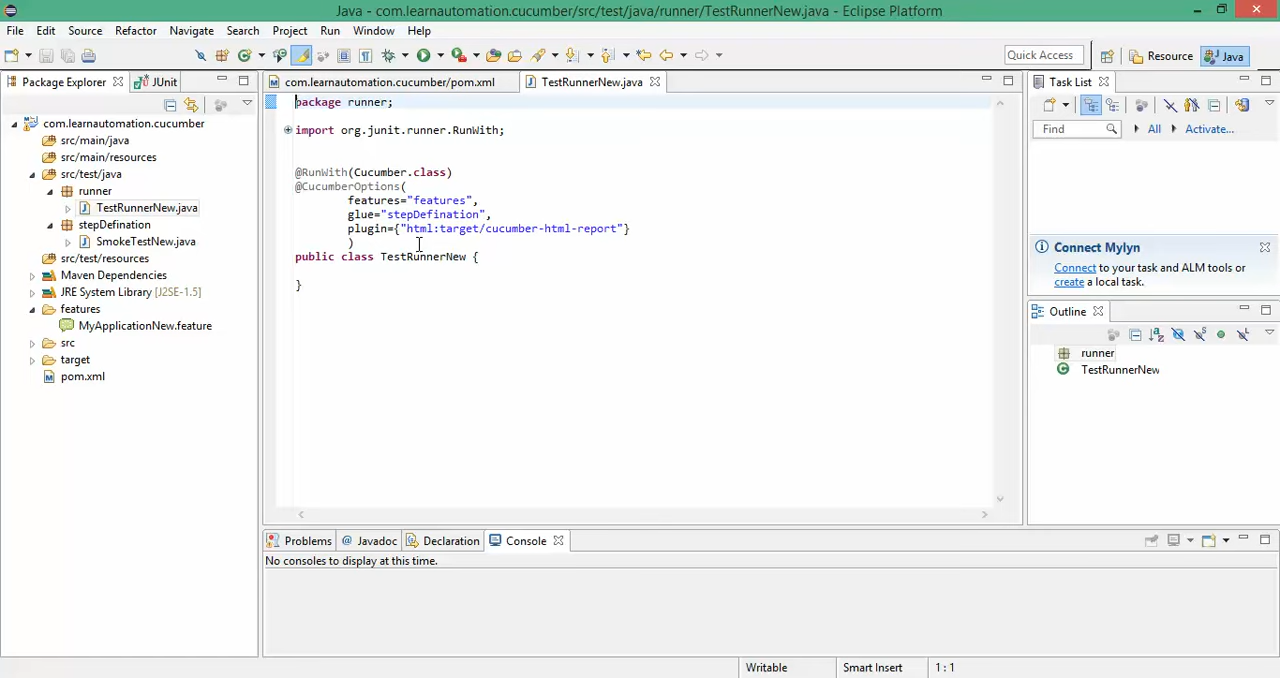 Java - com.learnautomation.cucumber/src/test/java/runner/TestRunnerNew.java - Eclipse Platform
File Edit Source Refactor Navigate Search Project Run Window Help
Quick Access Resource Java
Package Explorer JUnit
com.learnautomation.cucumber/pom.xml TestRunnerNew.java
Task List
com.learnautomation.cucumber
src/main/java
src/main/resources
src/test/java
runner
TestRunnerNew.java
stepDefination
SmokeTestNew.java
src/test/resources
Maven Dependencies
JRE System Library [J2SE-1.5]
features
MyApplicationNew.feature
src
target
pom.xml
package runner;
import org.junit.runner.RunWith;
@RunWith(Cucumber.class)
@CucumberOptions(
features="features",
glue="stepDefination",
plugin={"html:target/cucumber-html-report"}
)
public class TestRunnerNew {
}
Find All Activate...
Connect Mylyn
Connect to your task and ALM tools or
create a local task.
Outline
runner
TestRunnerNew
Problems Javadoc Declaration Console
No consoles to display at this time.
Writable Smart Insert 1 : 1